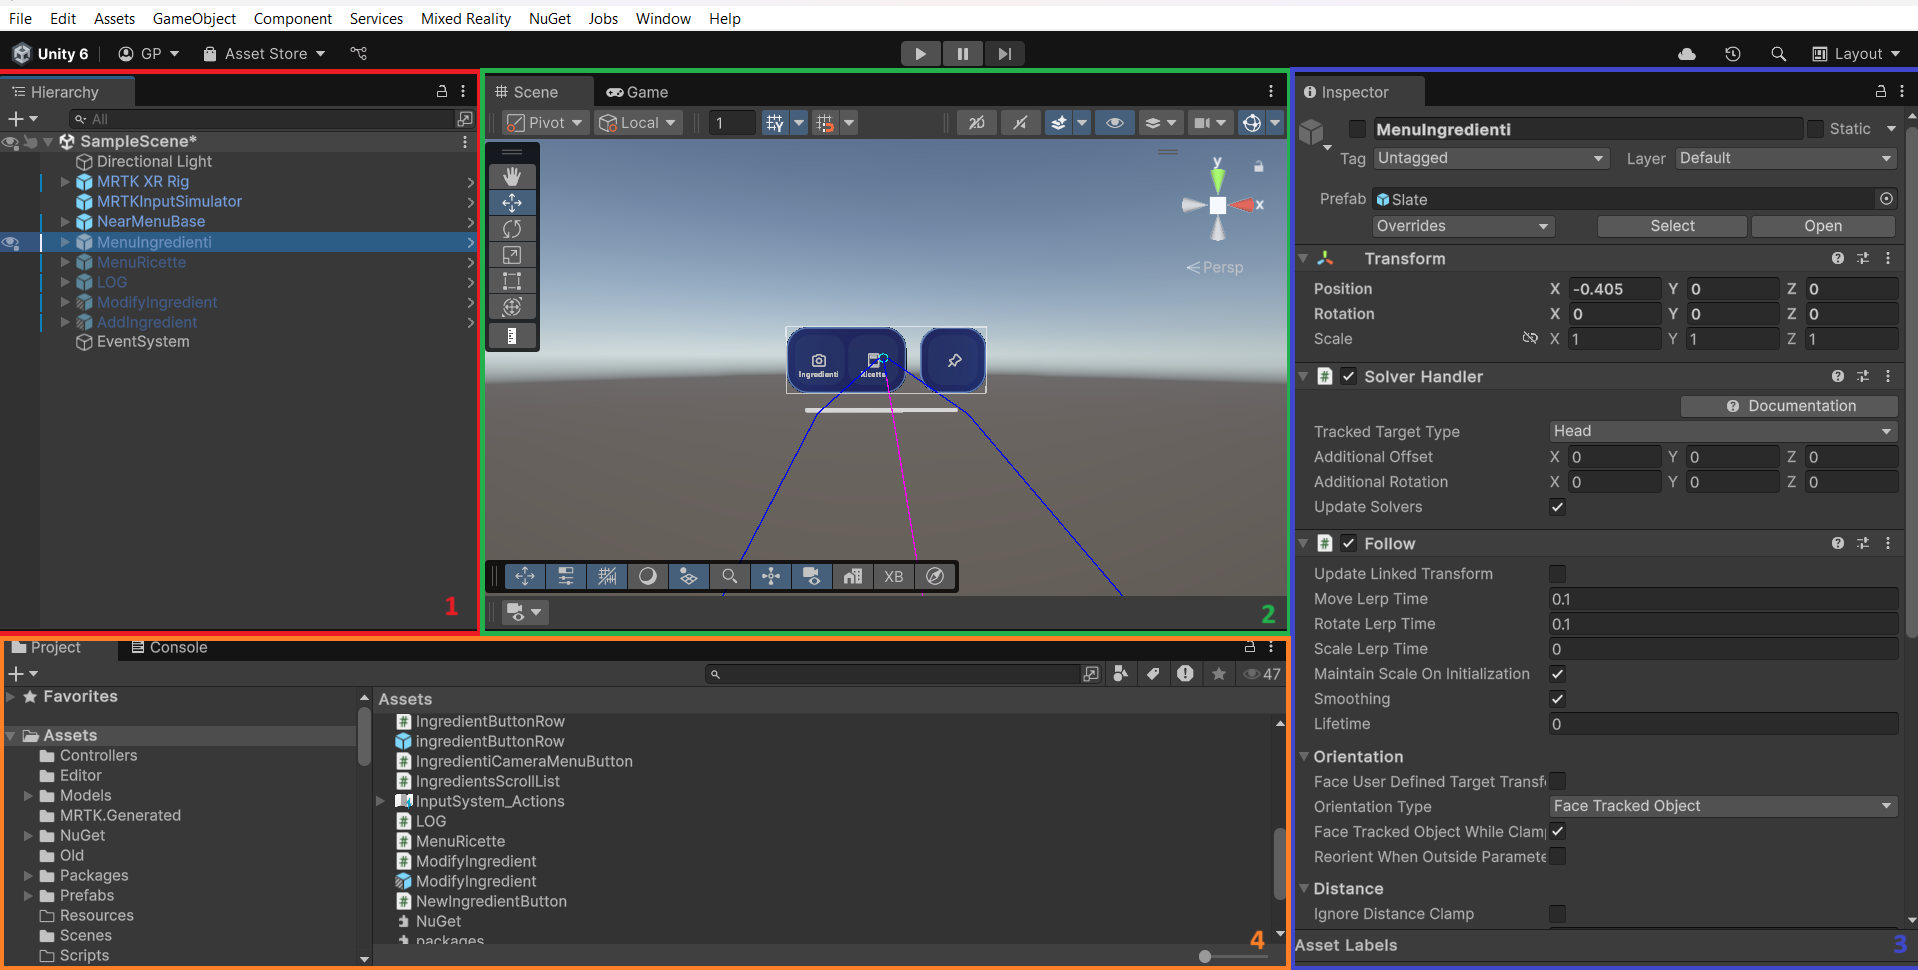 File Edit Assets GameObject Component Services Mixed Reality NuGet Jobs Window Help
Unity 6 GP Asset Store Layout
Hierarchy
All
SampleScene*
Directional Light
MRTK XR Rig
MRTKInputSimulator
NearMenuBase
MenuIngredienti
MenuRicette
LOG
ModifyIngredient
AddIngredient
EventSystem
1
Scene Game
Pivot Local 1 2D
y
x
Persp
Ingredienti Ricette
XB
2
Inspector
MenuIngredienti Static
Tag Untagged Layer Default
Prefab Slate
Overrides Select Open
Transform
Position X -0.405 Y 0 Z 0
Rotation X 0 Y 0 Z 0
Scale X 1 Y 1 Z 1
# Solver Handler
Documentation
Tracked Target Type Head
Additional Offset X 0 Y 0 Z 0
Additional Rotation X 0 Y 0 Z 0
Update Solvers
# Follow
Update Linked Transform
Move Lerp Time 0.1
Rotate Lerp Time 0.1
Scale Lerp Time 0
Maintain Scale On Initialization
Smoothing
Lifetime 0
Orientation
Face User Defined Target Transf
Orientation Type Face Tracked Object
Face Tracked Object While Clam
Reorient When Outside Paramete
Distance
Ignore Distance Clamp
Asset Labels
3
Project Console
47
Favorites
Assets
Controllers
Editor
Models
MRTK.Generated
NuGet
Old
Packages
Prefabs
Resources
Scenes
Scripts
Assets
IngredientButtonRow
ingredientButtonRow
IngredientiCameraMenuButton
IngredientsScrollList
InputSystem_Actions
LOG
MenuRicette
ModifyIngredient
ModifyIngredient
NewIngredientButton
NuGet
packages
4